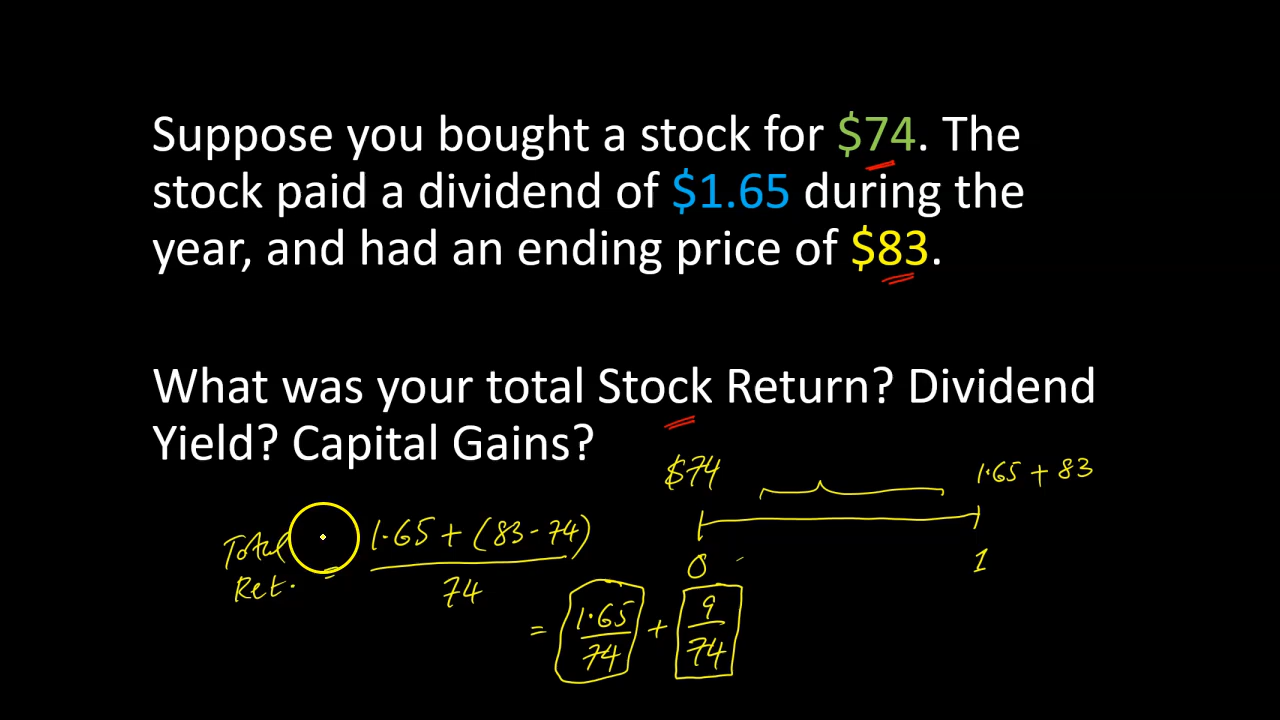 Suppose you bought a stock for $74. The
stock paid a dividend of $1.65 during the
year, and had an ending price of $83.
What was your total Stock Return? Dividend
Yield? Capital Gains?
$74
1.65 + 83
0
1
Total
Ret. =
1.65 + (83 - 74)
74
= 1.65 + 9
74 74